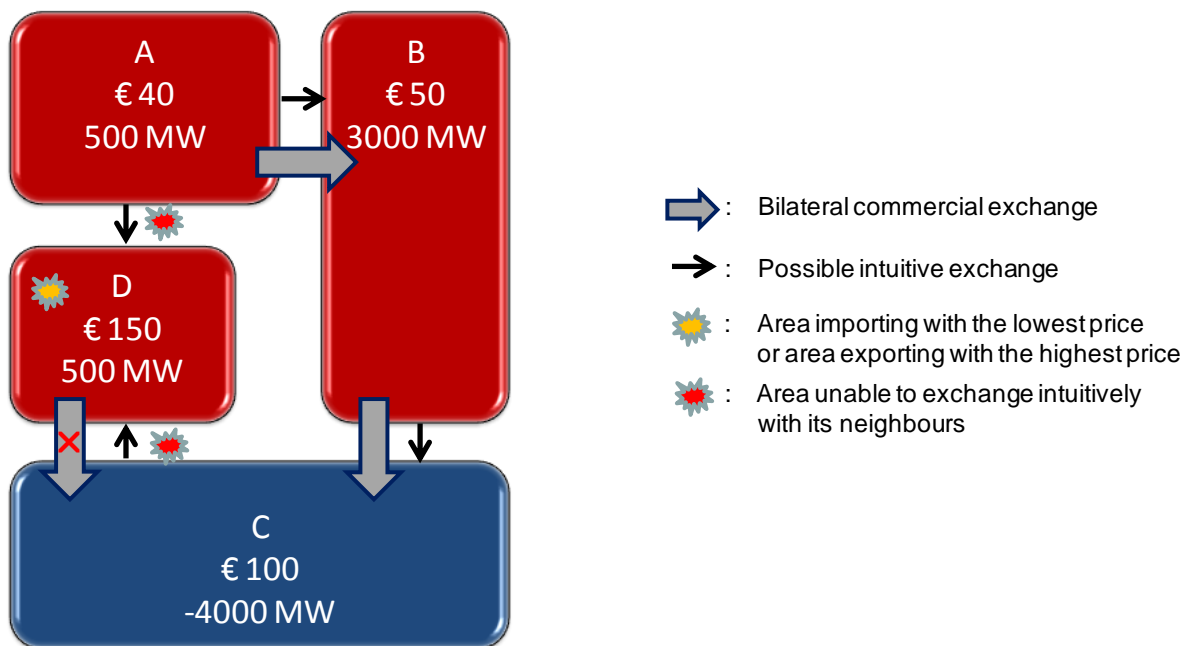 A
€ 40
500 MW
B
€ 50
3000 MW
D
€ 150
500 MW
C
€ 100
-4000 MW
: Bilateral commercial exchange
: Possible intuitive exchange
: Area importing with the lowest price
or area exporting with the highest price
: Area unable to exchange intuitively
with its neighbours